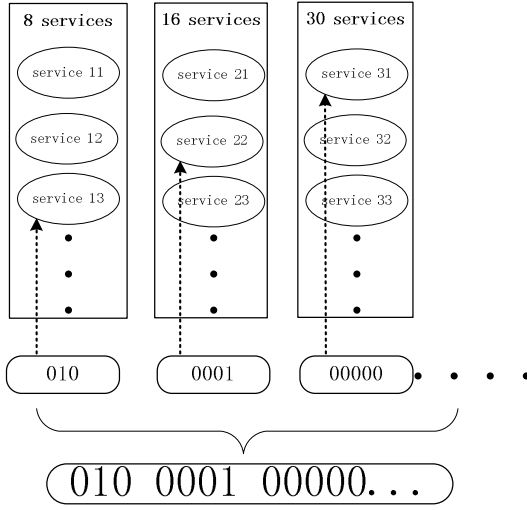 8 services
16 services
30 services
service 11
service 21
service 31
service 12
service 22
service 32
service 13
service 23
service 33
010
0001
00000
010 0001 00000...